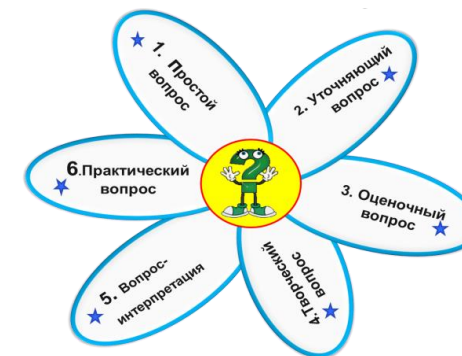 1. Простой
вопрос
2. Уточняющий
вопрос
3. Оценочный
вопрос
4.Творческий
вопрос
5. Вопрос-
интерпретация
6.Практический
вопрос